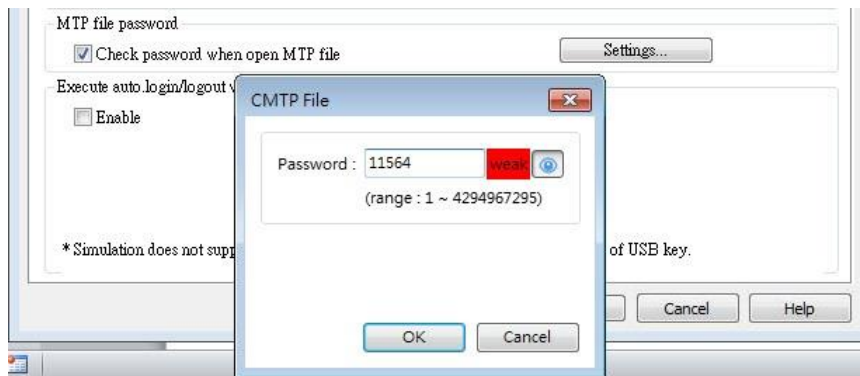 MTP file password
Check password when open MTP file
Settings...
Execute auto.login/logout
Enable
CMTP File
Password :
11564
weak
(range : 1 ~ 4294967295)
* Simulation does not
of USB key.
OK
Cancel
Cancel
Help